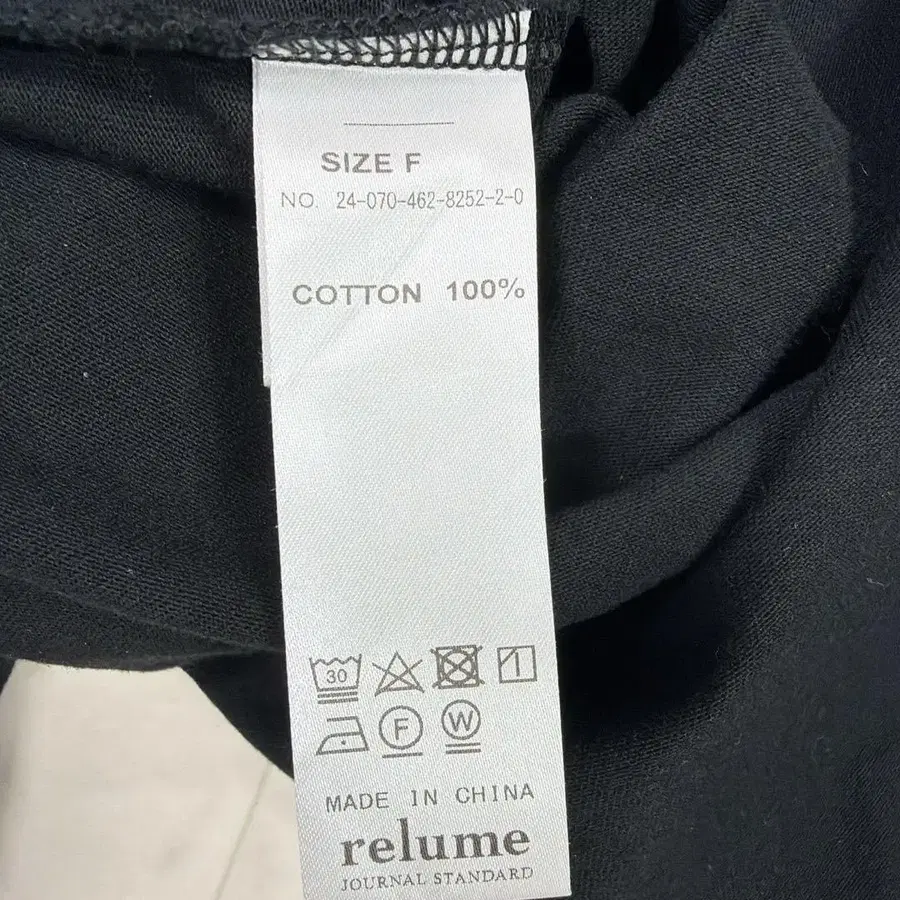 SIZE F
NO. 24-070-462-8252-2-0
COTTON 100%
30
F W
MADE IN CHINA
relume
JOURNAL STANDARD